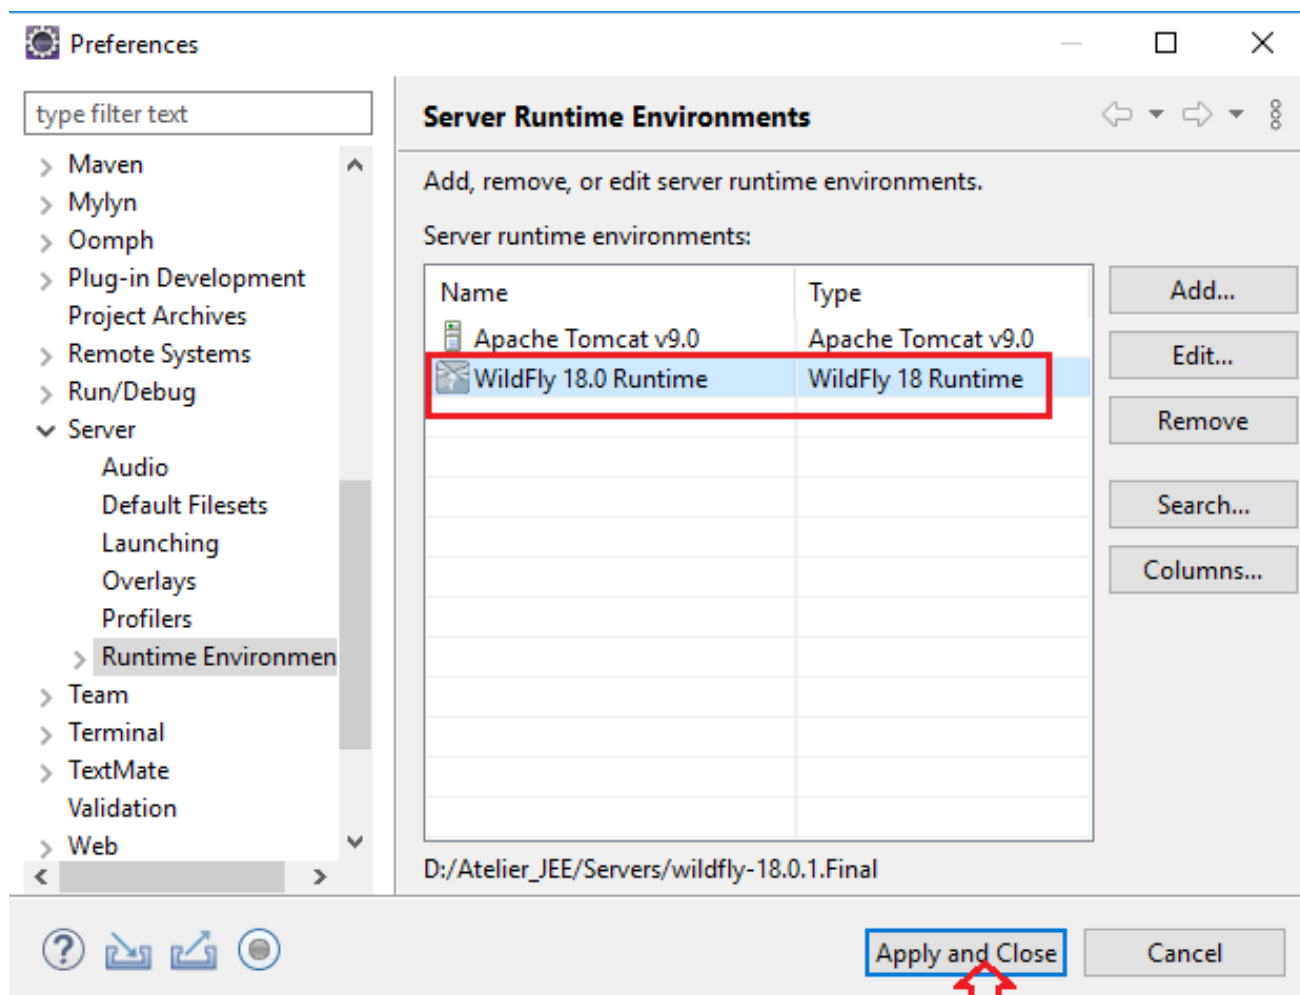 Preferences
type filter text
Maven
Mylyn
Oomph
Plug-in Development
Project Archives
Remote Systems
Run/Debug
Server
Audio
Default Filesets
Launching
Overlays
Profilers
Runtime Environmen
Team
Terminal
TextMate
Validation
Web
Server Runtime Environments
Add, remove, or edit server runtime environments.
Server runtime environments:
Name Type
Apache Tomcat v9.0 Apache Tomcat v9.0
WildFly 18.0 Runtime WildFly 18 Runtime
D:/Atelier_JEE/Servers/wildfly-18.0.1.Final
Add...
Edit...
Remove
Search...
Columns...
Apply and Close
Cancel